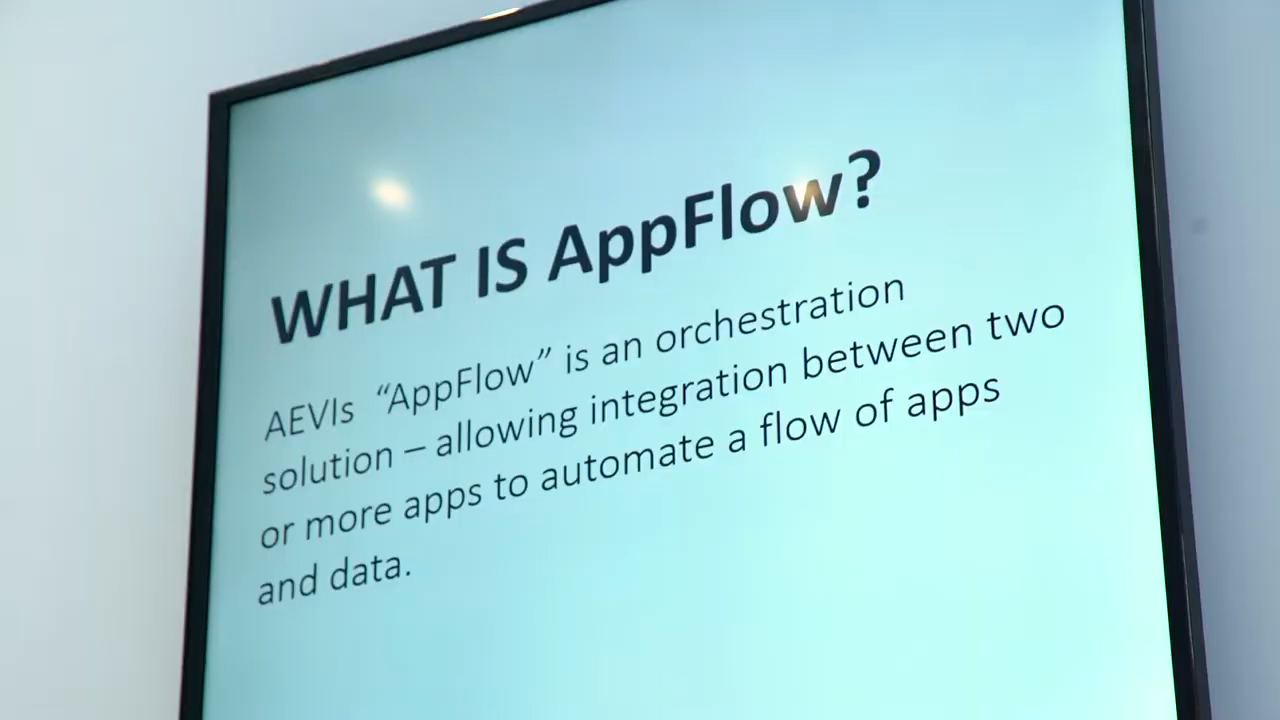 WHAT IS AppFlow?
AEVIs “AppFlow” is an orchestration
solution – allowing integration between two
or more apps to automate a flow of apps
and data.